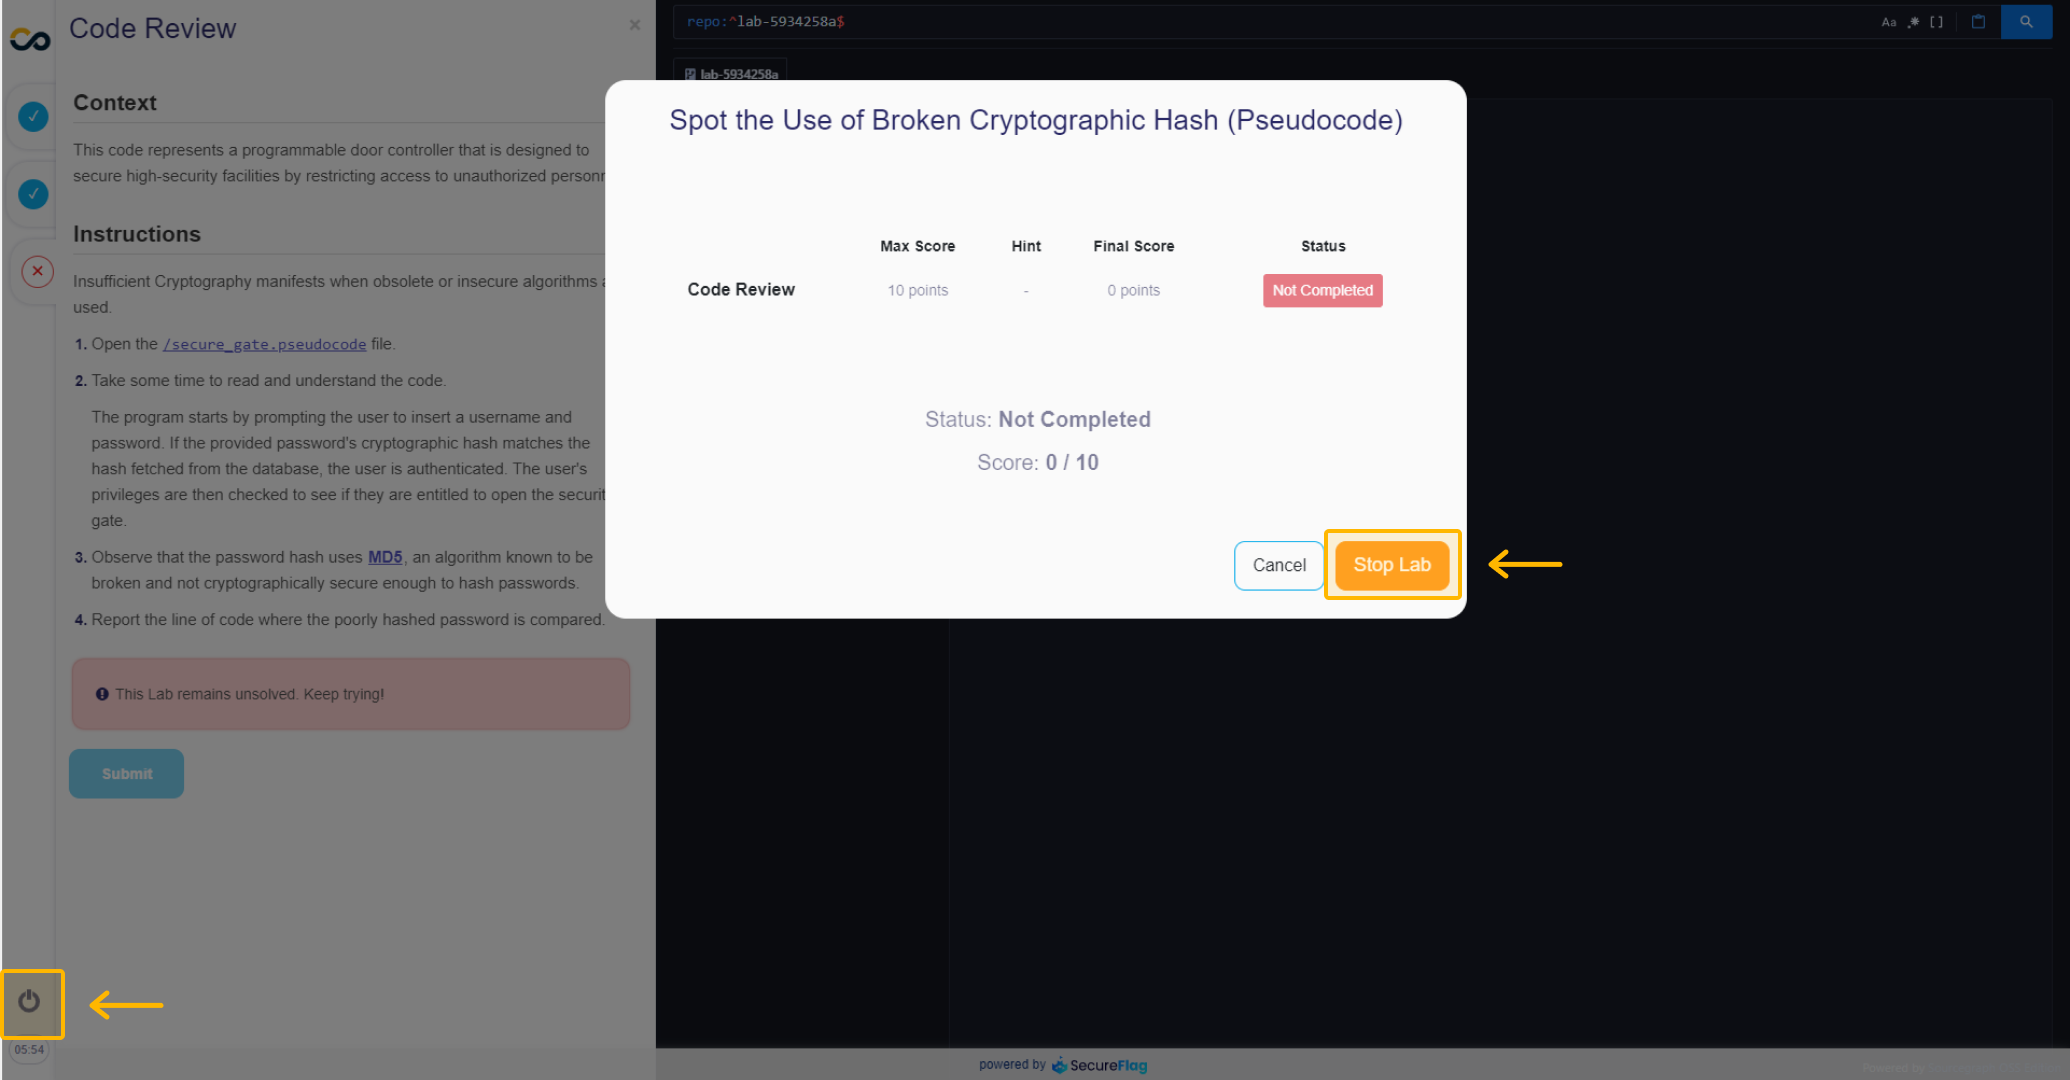 Code Review
×
Context
This code represents a programmable door controller that is designed to
secure high-security facilities by restricting access to unauthorized
Instructions
Insufficient Cryptography manifests when obsolete or insecure algorithms
used.
1. Open the /secure_gate.pseudocode file.
2. Take some time to read and understand the code.
The program starts by prompting the user to insert a username and
password. If the provided password's cryptographic hash matches the
hash fetched from the database, the user is authenticated. The user's
privileges are then checked to see if they are entitled to open the
gate.
3. Observe that the password hash uses MD5, an algorithm known to be
broken and not cryptographically secure enough to hash passwords.
4. Report the line of code where the poorly hashed password is compared.
This Lab remains unsolved. Keep trying!
Submit
05:54
repo:^lab-5934258a$
Aa .* [ ]
lab-5934258a
Spot the Use of Broken Cryptographic Hash (Pseudocode)
Max Score Hint Final Score Status
Code Review 10 points - 0 points Not Completed
Status: Not Completed
Score: 0 / 10
Cancel Stop Lab
powered by SecureFlag
Powered by